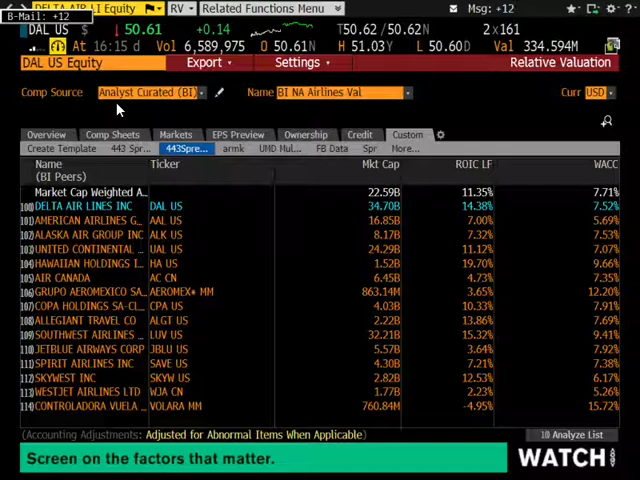 DELTA AIR LI Equity RV Related Functions Menu Msg: +12
B-Mail: +12
DAL US $ 50.61 +0.14 T50.62 / 50.62N 2x161
At 16:15 d Vol 6,589,975 O 50.61N H 51.03Y L 50.60D Val 334.594M
DAL US Equity Export Settings Relative Valuation
Comp Source Analyst Curated (BI) Name BI NA Airlines Val Curr USD
Overview Comp Sheets Markets EPS Preview Ownership Credit Custom
Create Template 443 Spr... 443Spre... armk UMD Mul... FB Data Spr More...
Name Ticker Mkt Cap ROIC LF WACC
(BI Peers)
Market Cap Weighted A... 22.59B 11.35% 7.71%
100) DELTA AIR LINES INC DAL US 34.70B 14.38% 7.52%
101) AMERICAN AIRLINES G... AAL US 16.85B 7.00% 5.69%
102) ALASKA AIR GROUP INC ALK US 8.17B 7.32% 7.53%
103) UNITED CONTINENTAL ... UAL US 24.29B 11.12% 7.07%
104) HAWAIIAN HOLDINGS I... HA US 1.52B 19.70% 9.66%
105) AIR CANADA AC CN 6.45B 4.73% 7.35%
106) GRUPO AEROMEXICO SA... AEROMEX* MM 863.14M 3.65% 12.20%
107) COPA HOLDINGS SA-CL... CPA US 4.03B 10.33% 7.91%
108) ALLEGIANT TRAVEL CO ALGT US 2.22B 13.86% 7.69%
109) SOUTHWEST AIRLINES ... LUV US 32.21B 15.32% 9.41%
110) JETBLUE AIRWAYS CORP JBLU US 5.57B 3.64% 7.92%
111) SPIRIT AIRLINES INC SAVE US 4.30B 7.21% 7.38%
112) SKYWEST INC SKYW US 2.82B 12.53% 6.17%
113) WESTJET AIRLINES LTD WJA CN 1.77B 2.23% 5.26%
114) CONTROLADORA VUELA ... VOLARA MM 760.84M -4.95% 15.72%
(Accounting Adjustments: Adjusted for Abnormal Items When Applicable) 10 Analyze List
Screen on the factors that matter. WATCH